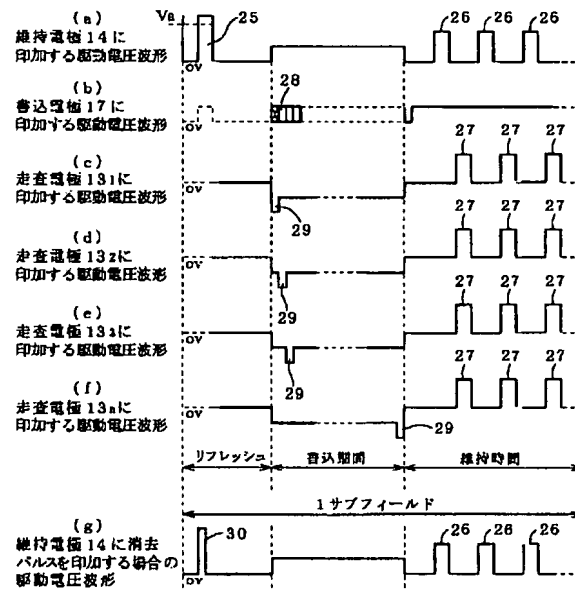 (a)
維持電極14に
印加する駆動電圧波形
VB
25
26 26 26
0V
(b)
書込電極17に
印加する駆動電圧波形
0V
28
(c)
走査電極131に
印加する駆動電圧波形
0V
29
27 27 27
(d)
走査電極132に
印加する駆動電圧波形
0V
29
27 27 27
(e)
走査電極133に
印加する駆動電圧波形
0V
29
27 27 27
(f)
走査電極13nに
印加する駆動電圧波形
0V
29
27 27 27
リフレッシュ 書込期間 維持時間
1サブフィールド
(g)
維持電極14に消去
パルスを印加する場合の
駆動電圧波形
30
26 26 26
0V